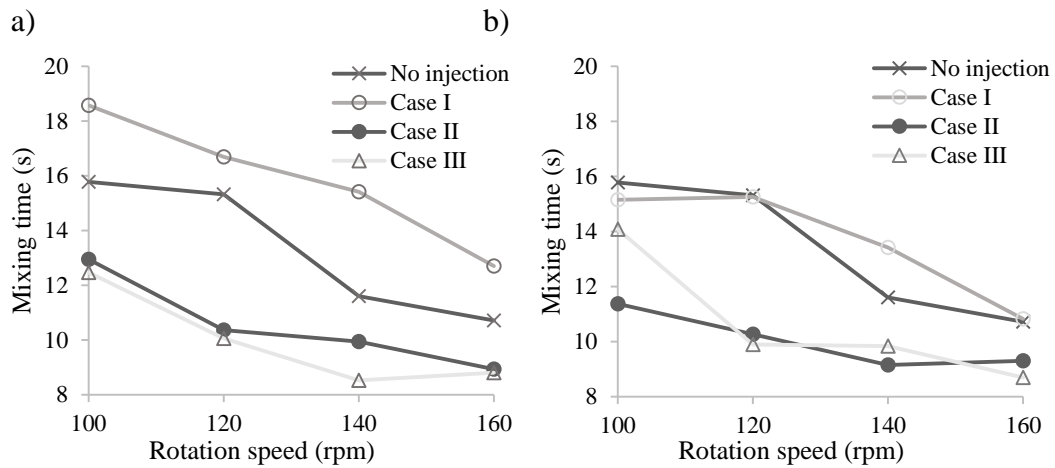 a)
20
18
16
14
12
10
8
Mixing time (s)
100
120
140
160
Rotation speed (rpm)
No injection
Case I
Case II
Case III
b)
20
18
16
14
12
10
8
Mixing time (s)
100
120
140
160
Rotation speed (rpm)
No injection
Case I
Case II
Case III